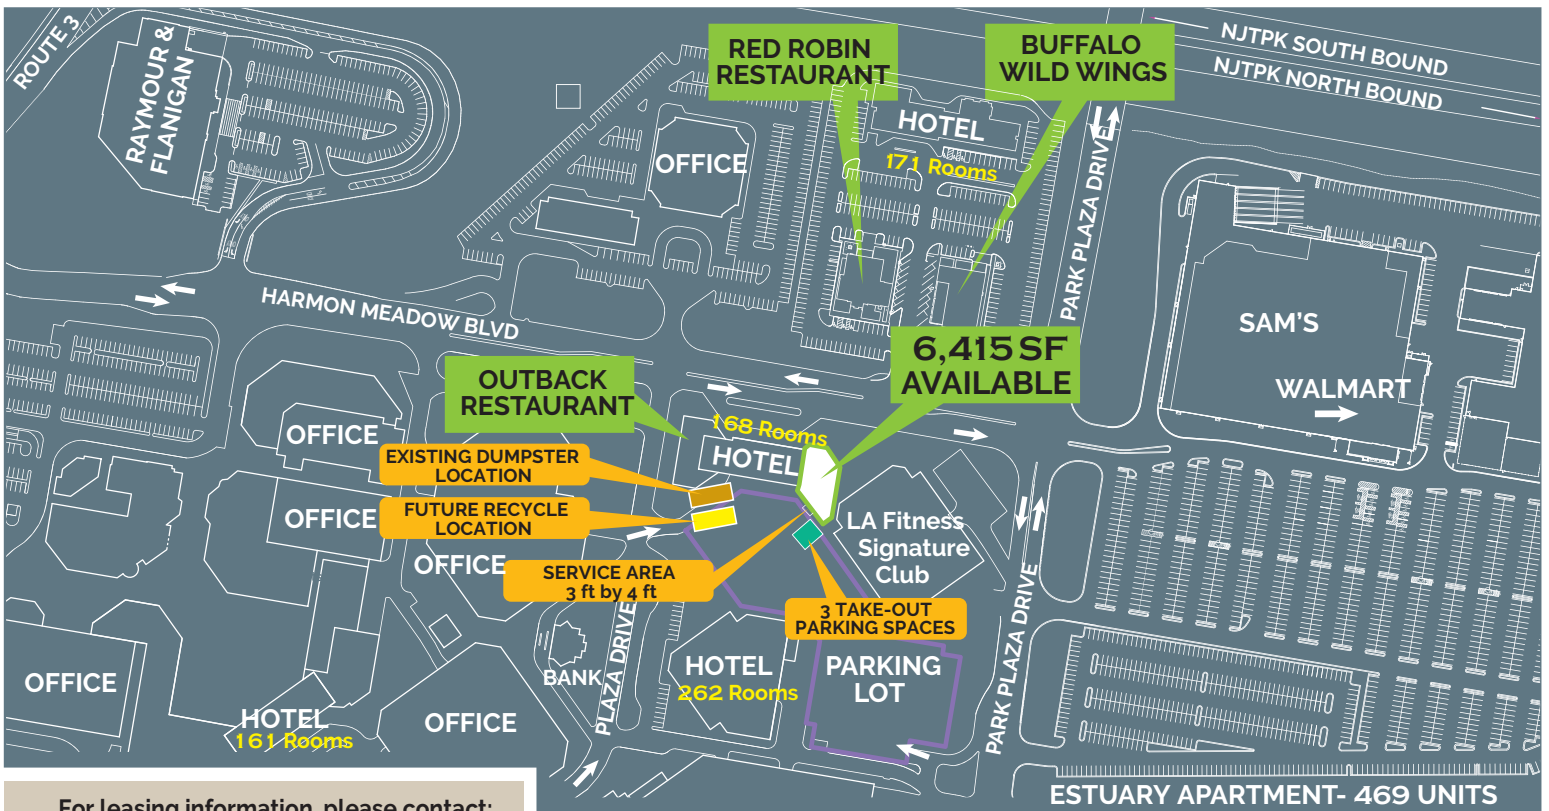 ROUTE 3
RAYMOUR &
FLANIGAN
RED ROBIN
RESTAURANT
BUFFALO
WILD WINGS
NJTPK SOUTH BOUND
NJTPK NORTH BOUND
HOTEL
171 Rooms
OFFICE
PARK PLAZA DRIVE
HARMON MEADOW BLVD
SAM'S
WALMART
6,415 SF
AVAILABLE
OUTBACK
RESTAURANT
168 Rooms
HOTEL
OFFICE
EXISTING DUMPSTER
LOCATION
FUTURE RECYCLE
LOCATION
OFFICE
OFFICE
LA Fitness
Signature
Club
SERVICE AREA
3 ft by 4 ft
3 TAKE-OUT
PARKING SPACES
PLAZA DRIVE
PARK PLAZA DRIVE
BANK
HOTEL
262 Rooms
PARKING
LOT
OFFICE
HOTEL
161 Rooms
OFFICE
ESTUARY APARTMENT- 469 UNITS
For leasing information, please contact: